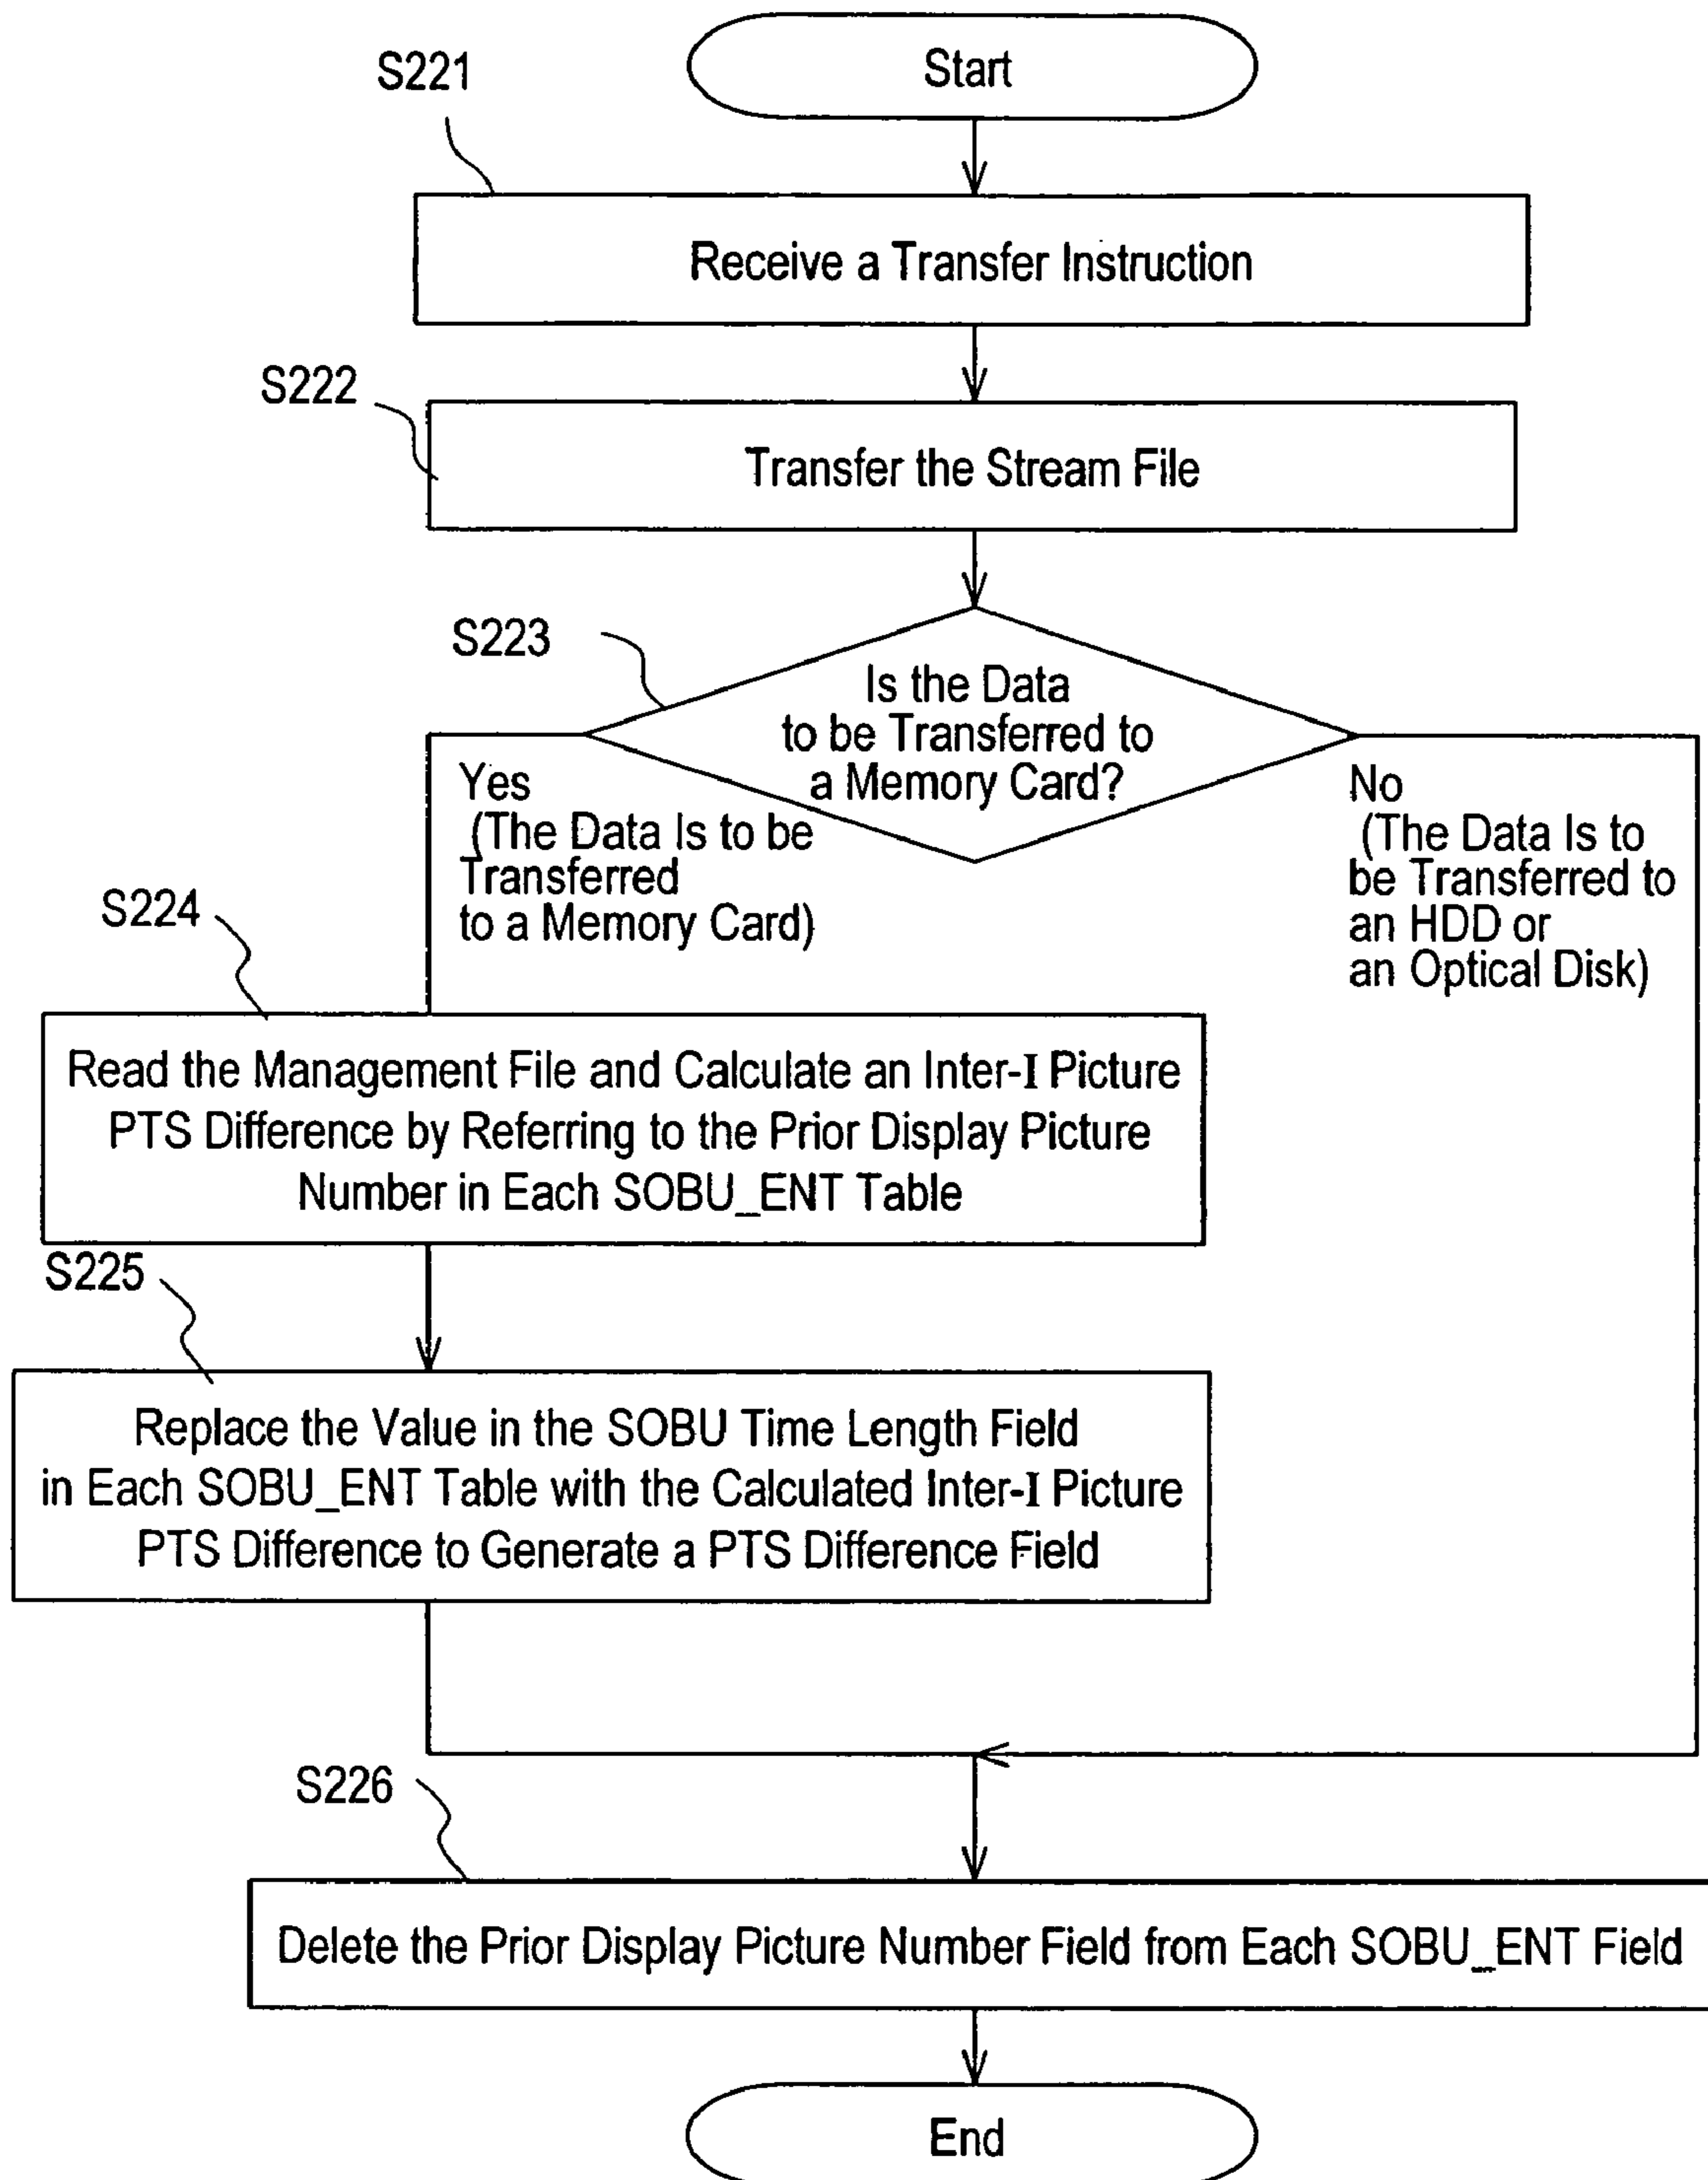 Start
S221
Receive a Transfer Instruction
S222
Transfer the Stream File
S223
Is the Data
to be Transferred to
a Memory Card?
Yes
(The Data Is to be
Transferred
to a Memory Card)
No
(The Data Is to
be Transferred to
an HDD or
an Optical Disk)
S224
Read the Management File and Calculate an Inter-I Picture
PTS Difference by Referring to the Prior Display Picture
Number in Each SOBU_ENT Table
S225
Replace the Value in the SOBU Time Length Field
in Each SOBU_ENT Table with the Calculated Inter-I Picture
PTS Difference to Generate a PTS Difference Field
S226
Delete the Prior Display Picture Number Field from Each SOBU_ENT Field
End